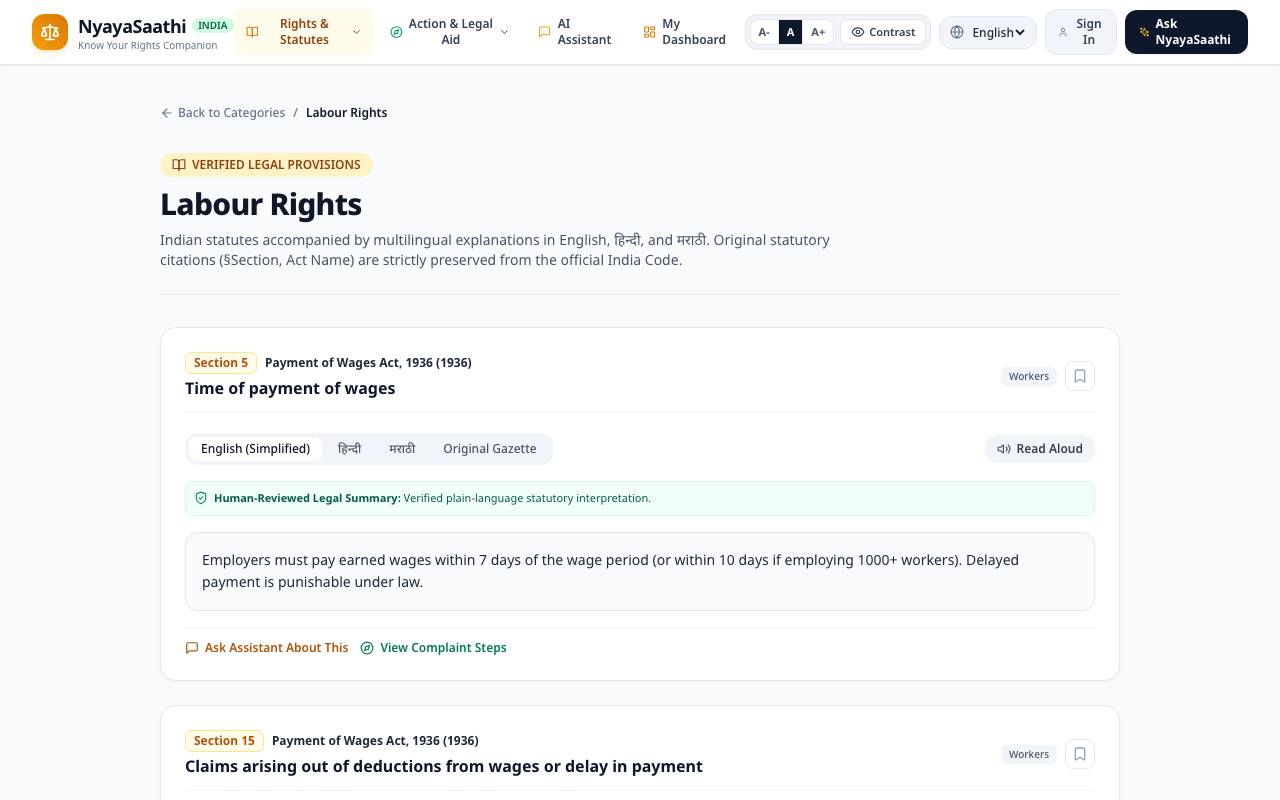 NyayaSaathi INDIA
Know Your Rights Companion
Rights & Statutes
Action & Legal Aid
AI Assistant
My Dashboard
A- A A+
Contrast
English
Sign In
Ask NyayaSaathi
Back to Categories / Labour Rights
VERIFIED LEGAL PROVISIONS
Labour Rights
Indian statutes accompanied by multilingual explanations in English, हिन्दी, and मराठी. Original statutory
citations (§Section, Act Name) are strictly preserved from the official India Code.
Section 5 Payment of Wages Act, 1936 (1936)
Time of payment of wages
Workers
English (Simplified) हिन्दी मराठी Original Gazette
Read Aloud
Human-Reviewed Legal Summary: Verified plain-language statutory interpretation.
Employers must pay earned wages within 7 days of the wage period (or within 10 days if employing 1000+ workers). Delayed
payment is punishable under law.
Ask Assistant About This View Complaint Steps
Section 15 Payment of Wages Act, 1936 (1936)
Claims arising out of deductions from wages or delay in payment
Workers